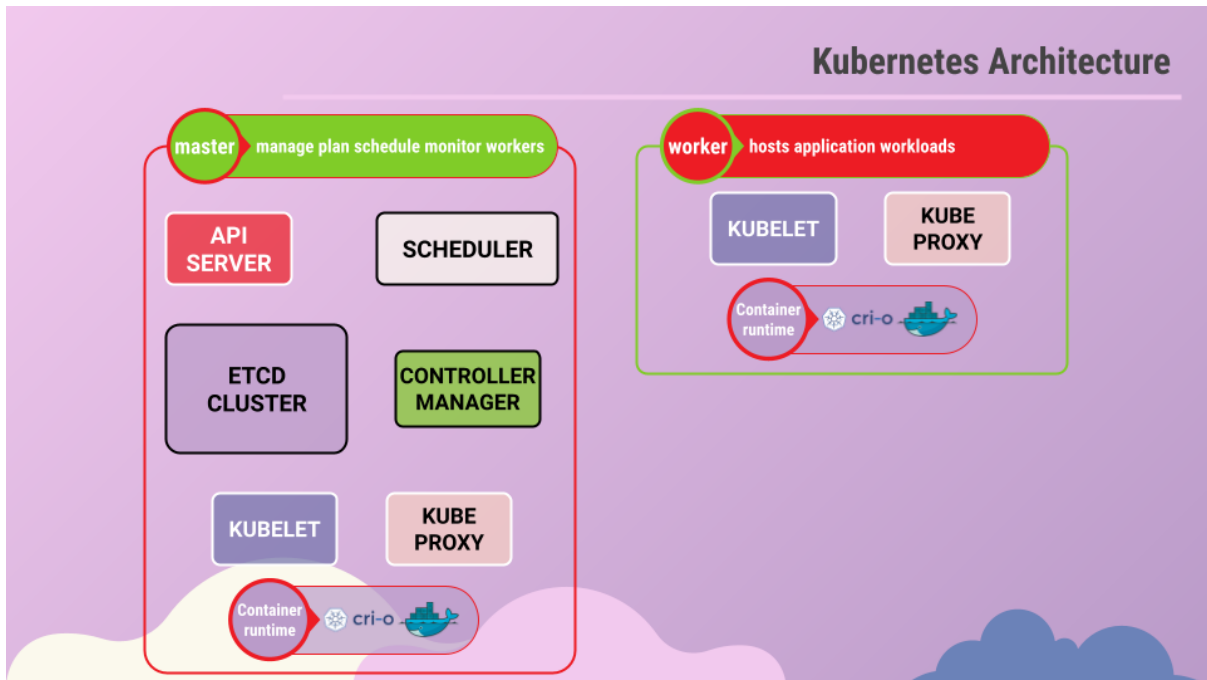 Kubernetes Architecture
master
manage plan schedule monitor workers
API
SERVER
SCHEDULER
ETCD
CLUSTER
CONTROLLER
MANAGER
KUBELET
KUBE
PROXY
Container
runtime
cri-o
worker
hosts application workloads
KUBELET
KUBE
PROXY
Container
runtime
cri-o